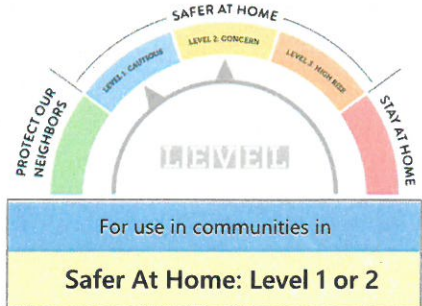 SAFER AT HOME
LEVEL 1: CAUTIOUS
LEVEL 2: CONCERN
LEVEL 3: HIGH RISK
PROTECT OUR
NEIGHBORS
STAY AT HOME
LEVEL
For use in communities in
Safer At Home: Level 1 or 2